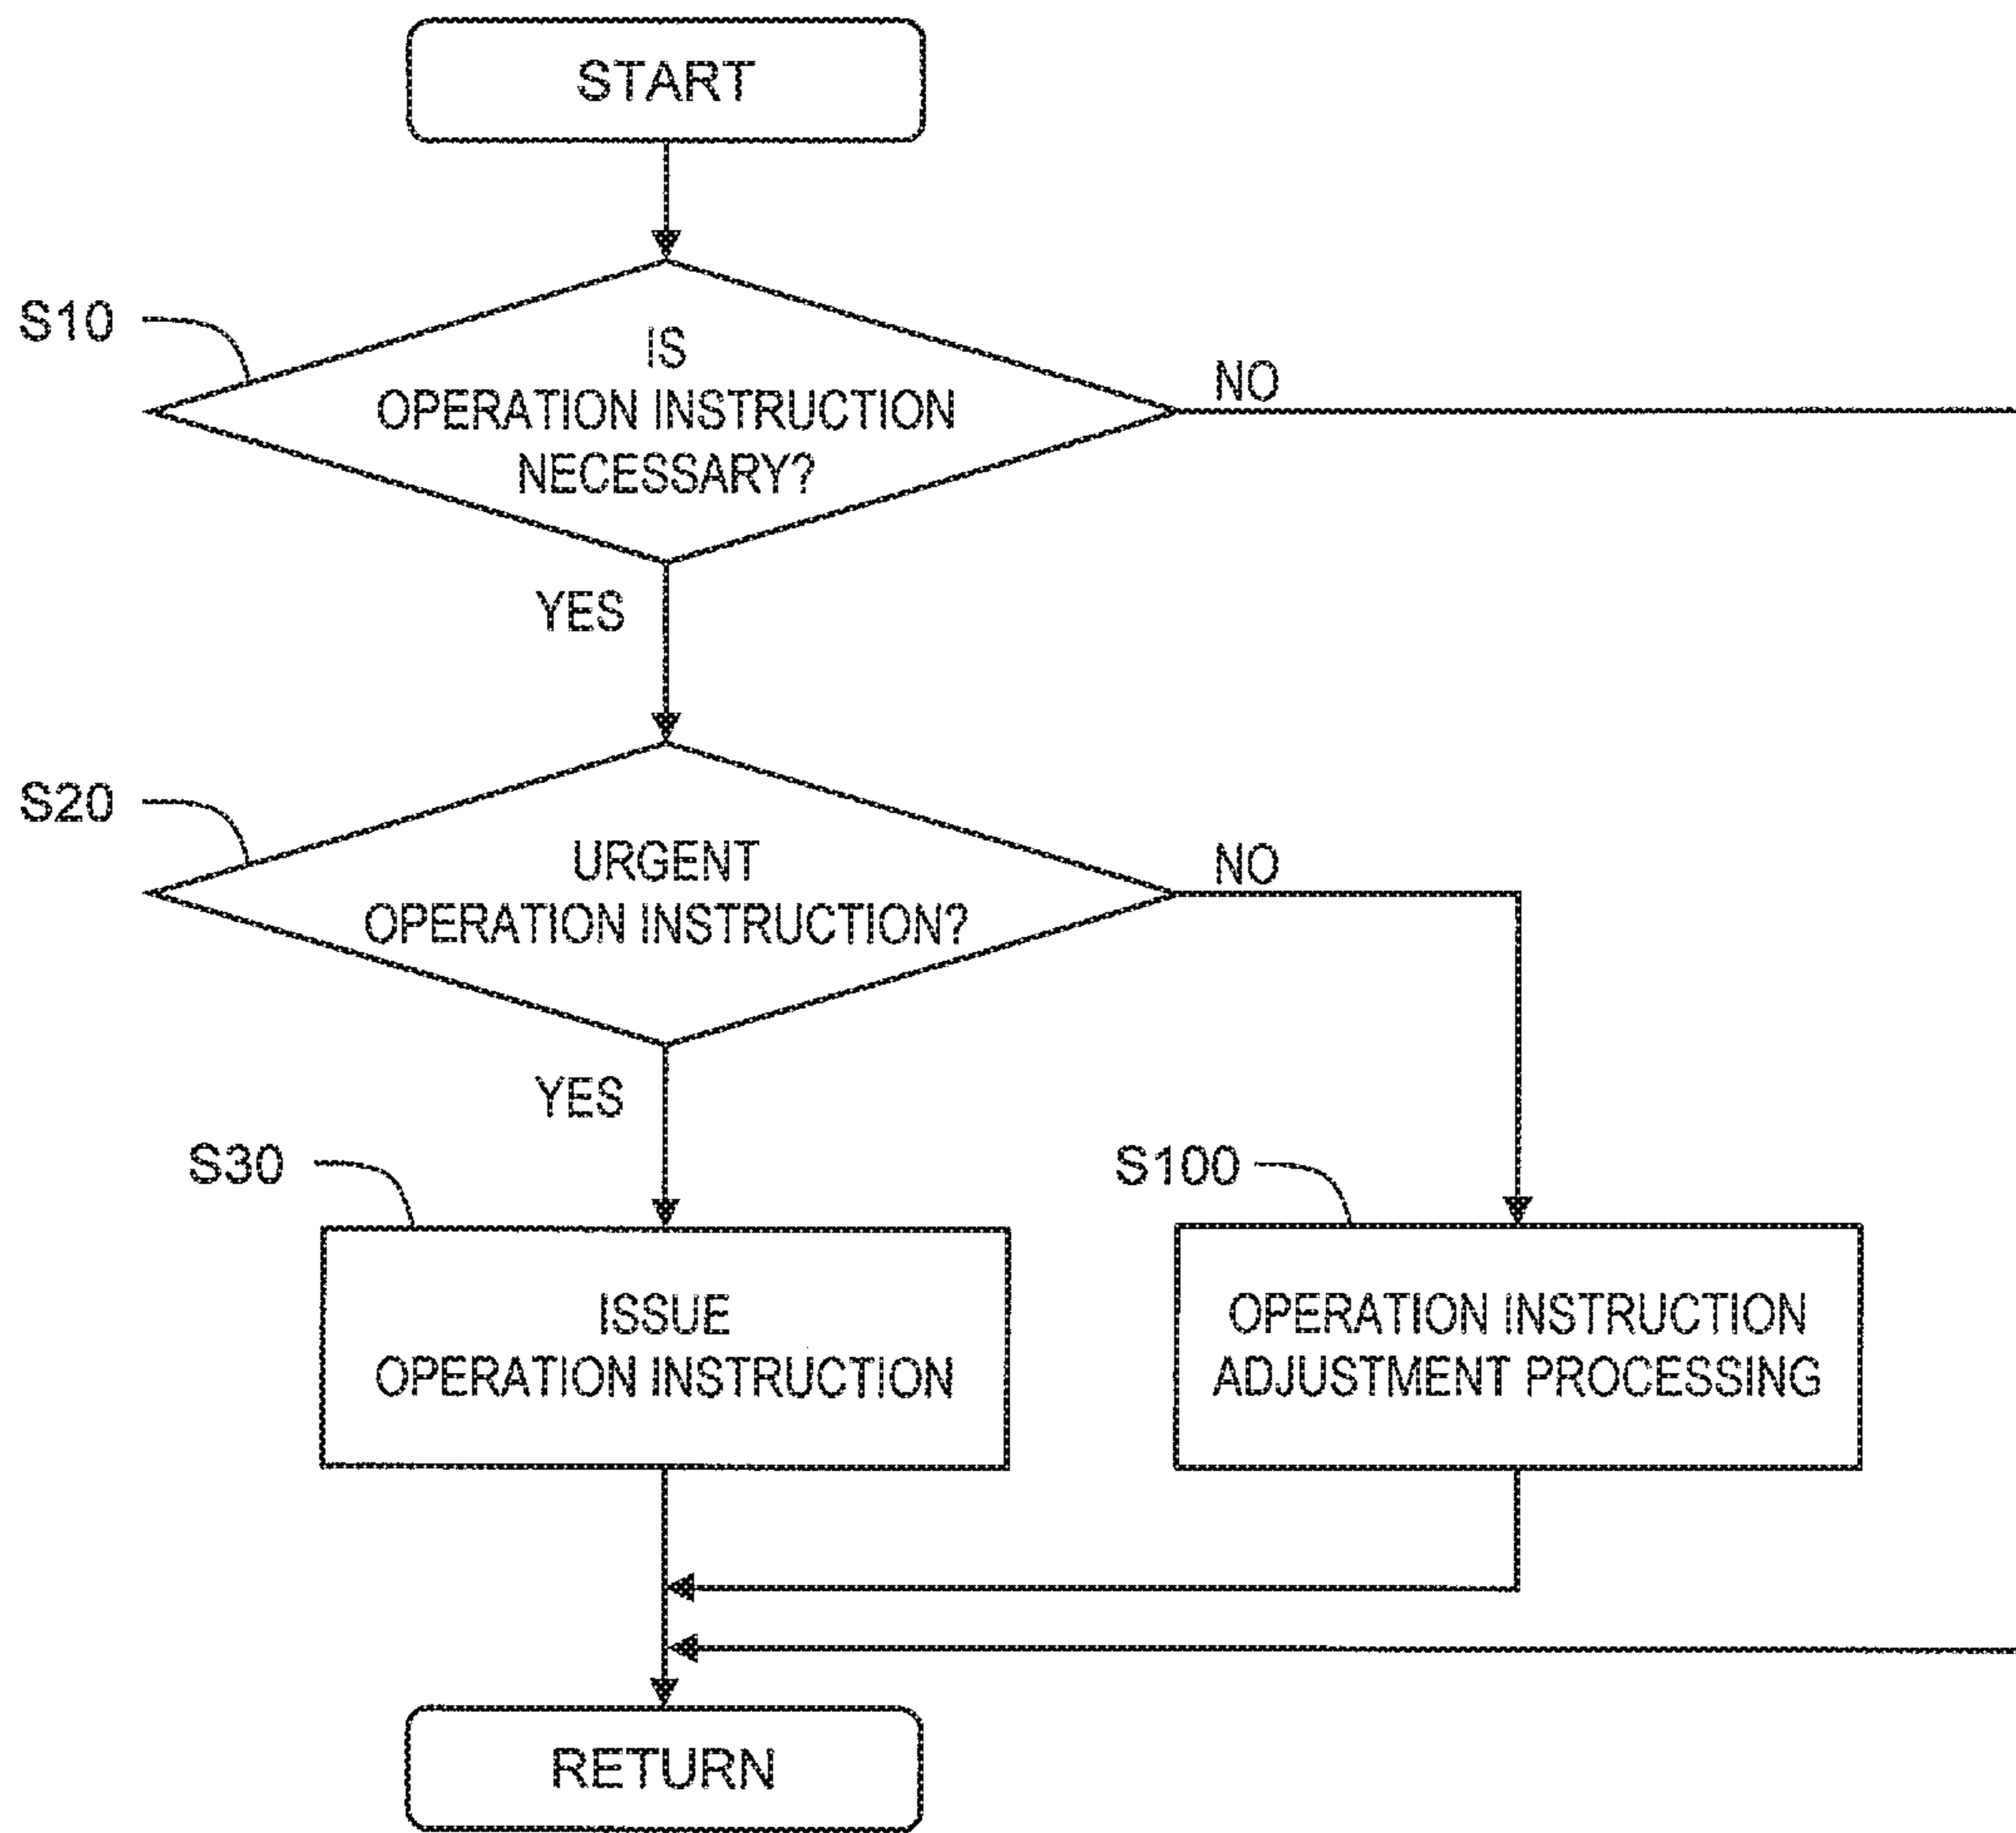 START
S10
IS
OPERATION INSTRUCTION
NECESSARY?
NO
YES
S20
URGENT
OPERATION INSTRUCTION?
NO
YES
S30
ISSUE
OPERATION INSTRUCTION
S100
OPERATION INSTRUCTION
ADJUSTMENT PROCESSING
RETURN